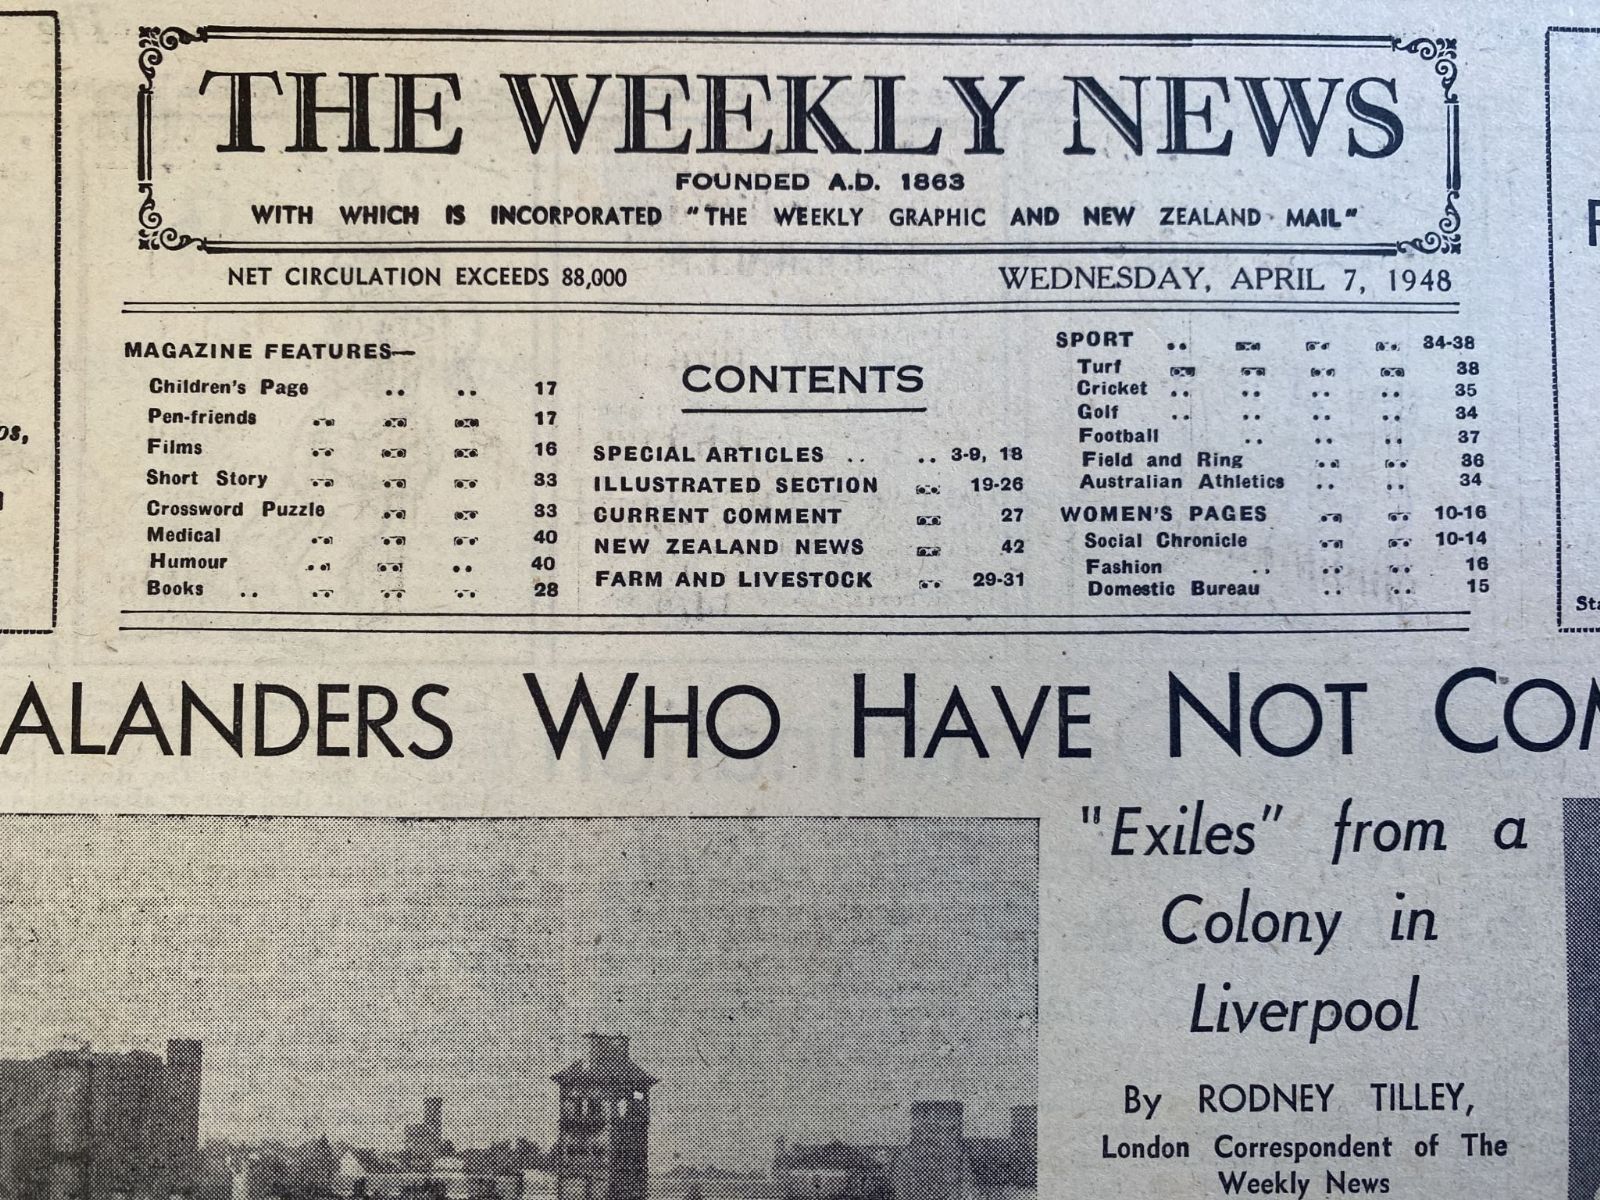 THE WEEKLY NEWS
FOUNDED A.D. 1863
WITH WHICH IS INCORPORATED "THE WEEKLY GRAPHIC AND NEW ZEALAND MAIL"
NET CIRCULATION EXCEEDS 88,000
WEDNESDAY, APRIL 7, 1948
MAGAZINE FEATURES—
Children's Page .. .. 17
Pen-friends .. .. .. 17
Films .. .. .. 16
Short Story .. .. .. 33
Crossword Puzzle .. .. 33
Medical .. .. .. 40
Humour .. .. .. 40
Books .. .. .. .. 28
CONTENTS
SPECIAL ARTICLES .. .. 3-9, 18
ILLUSTRATED SECTION .. 19-26
CURRENT COMMENT .. 27
NEW ZEALAND NEWS .. 42
FARM AND LIVESTOCK .. 29-31
SPORT .. .. .. .. 34-38
Turf .. .. .. .. 38
Cricket .. .. .. .. 35
Golf .. .. .. .. 34
Football .. .. .. 37
Field and Ring .. .. 36
Australian Athletics .. .. 34
WOMEN'S PAGES .. .. 10-16
Social Chronicle .. .. 10-14
Fashion .. .. .. 16
Domestic Bureau .. .. 15
os,
Sta
ALANDERS WHO HAVE NOT COM
"Exiles" from a
Colony in
Liverpool
By RODNEY TILLEY,
London Correspondent of The
Weekly News